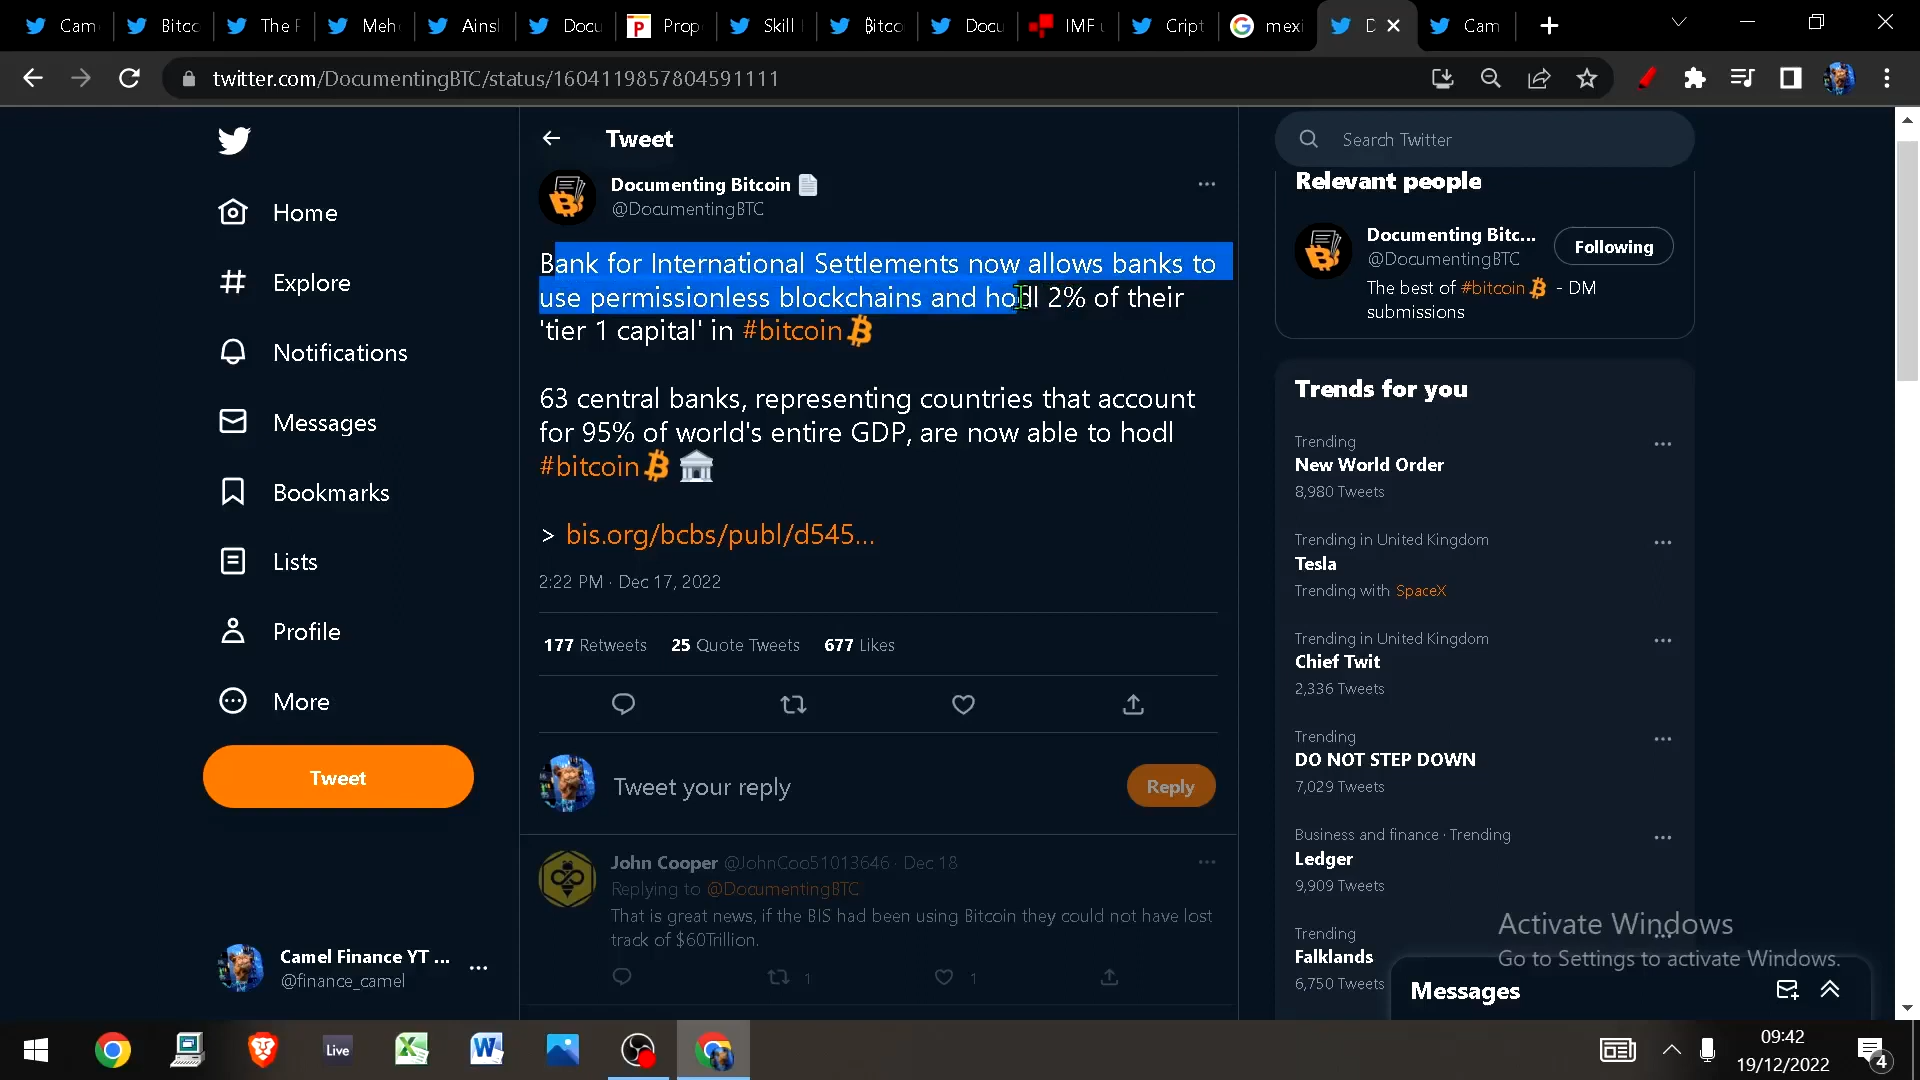 Cam
Bitcc
The F
Meh
Ainsl
Docu
Prop
Skill
₿itco
Docu
IMF
Cript
mexi
D
Cam
twitter.com/DocumentingBTC/status/1604119857804591111
Tweet
Search Twitter
Documenting Bitcoin
@DocumentingBTC
Bank for International Settlements now allows banks to
use permissionless blockchains and hodl 2% of their
'tier 1 capital' in #bitcoin
63 central banks, representing countries that account
for 95% of world's entire GDP, are now able to hodl
#bitcoin
> bis.org/bcbs/publ/d545...
2:22 PM · Dec 17, 2022
177 Retweets 25 Quote Tweets 677 Likes
Tweet your reply
Reply
John Cooper @JohnCoo51013646 · Dec 18
Replying to @DocumentingBTC
That is great news, if the BIS had been using Bitcoin they could not have lost
track of $60Trillion.
1 1
Home
Explore
Notifications
Messages
Bookmarks
Lists
Profile
More
Tweet
Camel Finance YT ...
@finance_camel
Relevant people
Documenting Bitc...
@DocumentingBTC
Following
The best of #bitcoin - DM
submissions
Trends for you
Trending
New World Order
8,980 Tweets
Trending in United Kingdom
Tesla
Trending with SpaceX
Trending in United Kingdom
Chief Twit
2,336 Tweets
Trending
DO NOT STEP DOWN
7,029 Tweets
Business and finance · Trending
Ledger
9,909 Tweets
Trending
Falklands
6,750 Tweets
Activate Windows
Go to Settings to activate Windows.
Messages
Live
09:42
19/12/2022
4